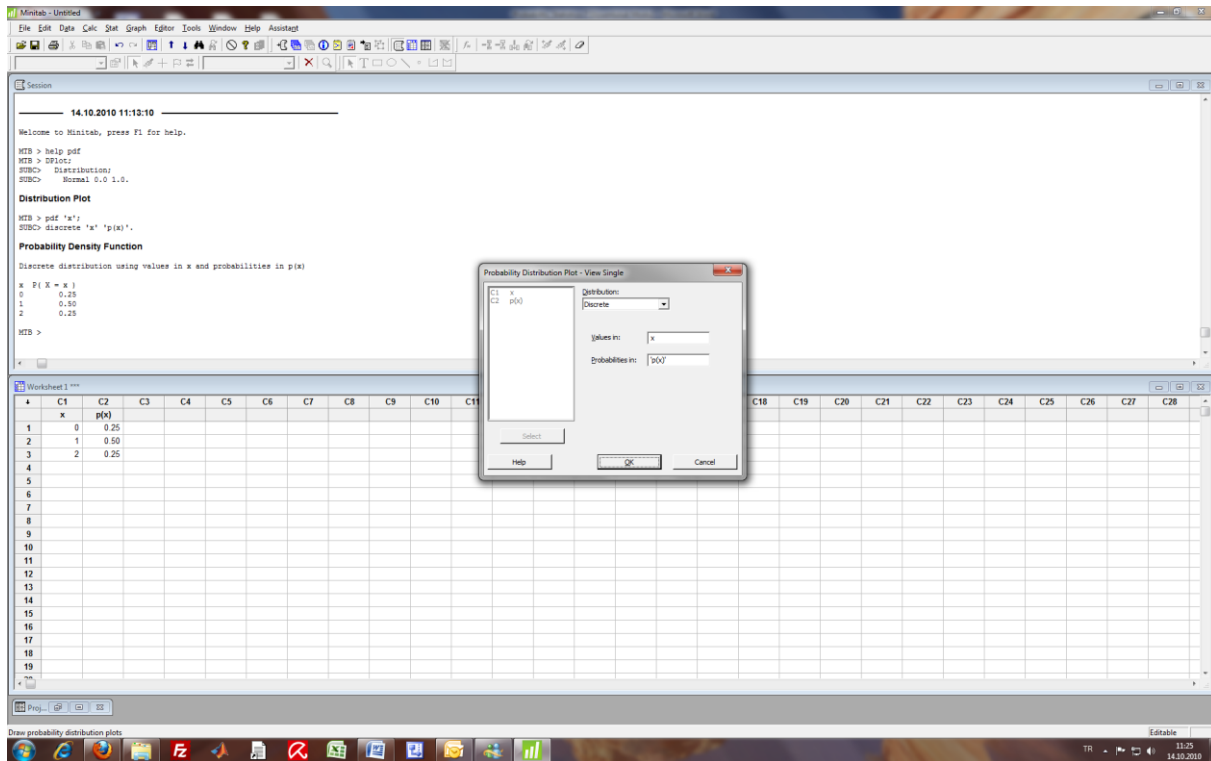 Minitab - Untitled
File Edit Data Calc Stat Graph Editor Tools Window Help Assistant
Session
14.10.2010 11:13:10
Welcome to Minitab, press F1 for help.
MTB > help pdf
MTB > DPlot;
SUBC> Distribution;
SUBC> Normal 0.0 1.0.
Distribution Plot
MTB > pdf 'x';
SUBC> discrete 'x' 'p(x)'.
Probability Density Function
Discrete distribution using values in x and probabilities in p(x)
x P( X = x )
0 0.25
1 0.50
2 0.25
MTB >
Probability Distribution Plot - View Single
C1 x
C2 p(x)
Distribution:
Discrete
Values in: x
Probabilities in: 'p(x)'
Select
Help OK Cancel
Worksheet 1 ***
C1 C2 C3 C4 C5 C6 C7 C8 C9 C10 C11 C18 C19 C20 C21 C22 C23 C24 C25 C26 C27 C28
x p(x)
1 0 0.25
2 1 0.50
3 2 0.25
4
5
6
7
8
9
10
11
12
13
14
15
16
17
18
19
Proj...
Draw probability distribution plots Editable
TR 11:25
14.10.2010